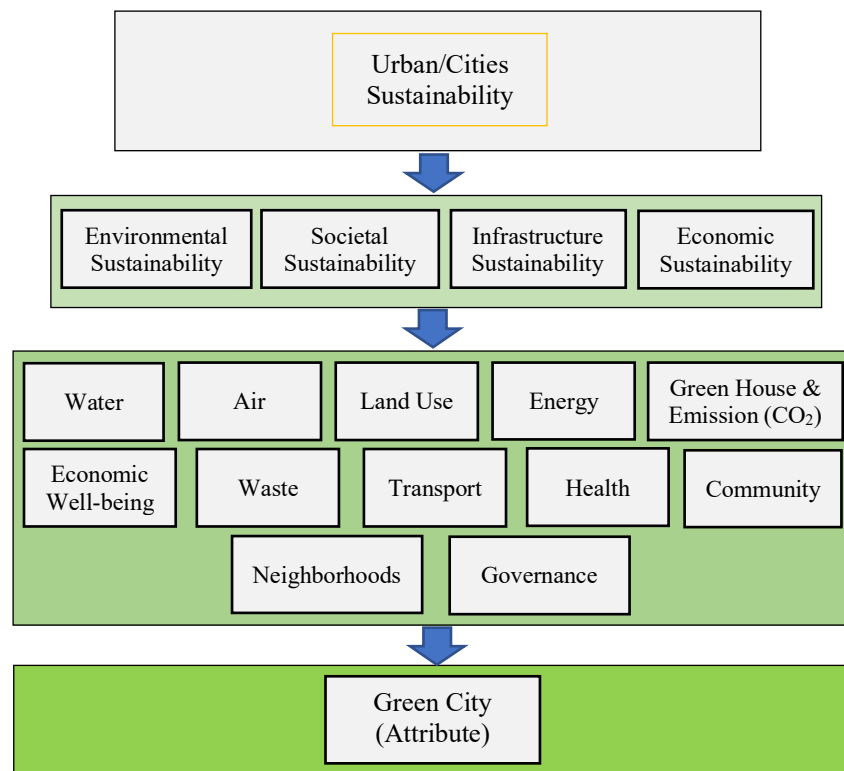 Urban/Cities
Sustainability
Environmental
Sustainability
Societal
Sustainability
Infrastructure
Sustainability
Economic
Sustainability
Water
Air
Land Use
Energy
Green House &
Emission (CO₂)
Economic
Well-being
Waste
Transport
Health
Community
Neighborhoods
Governance
Green City
(Attribute)